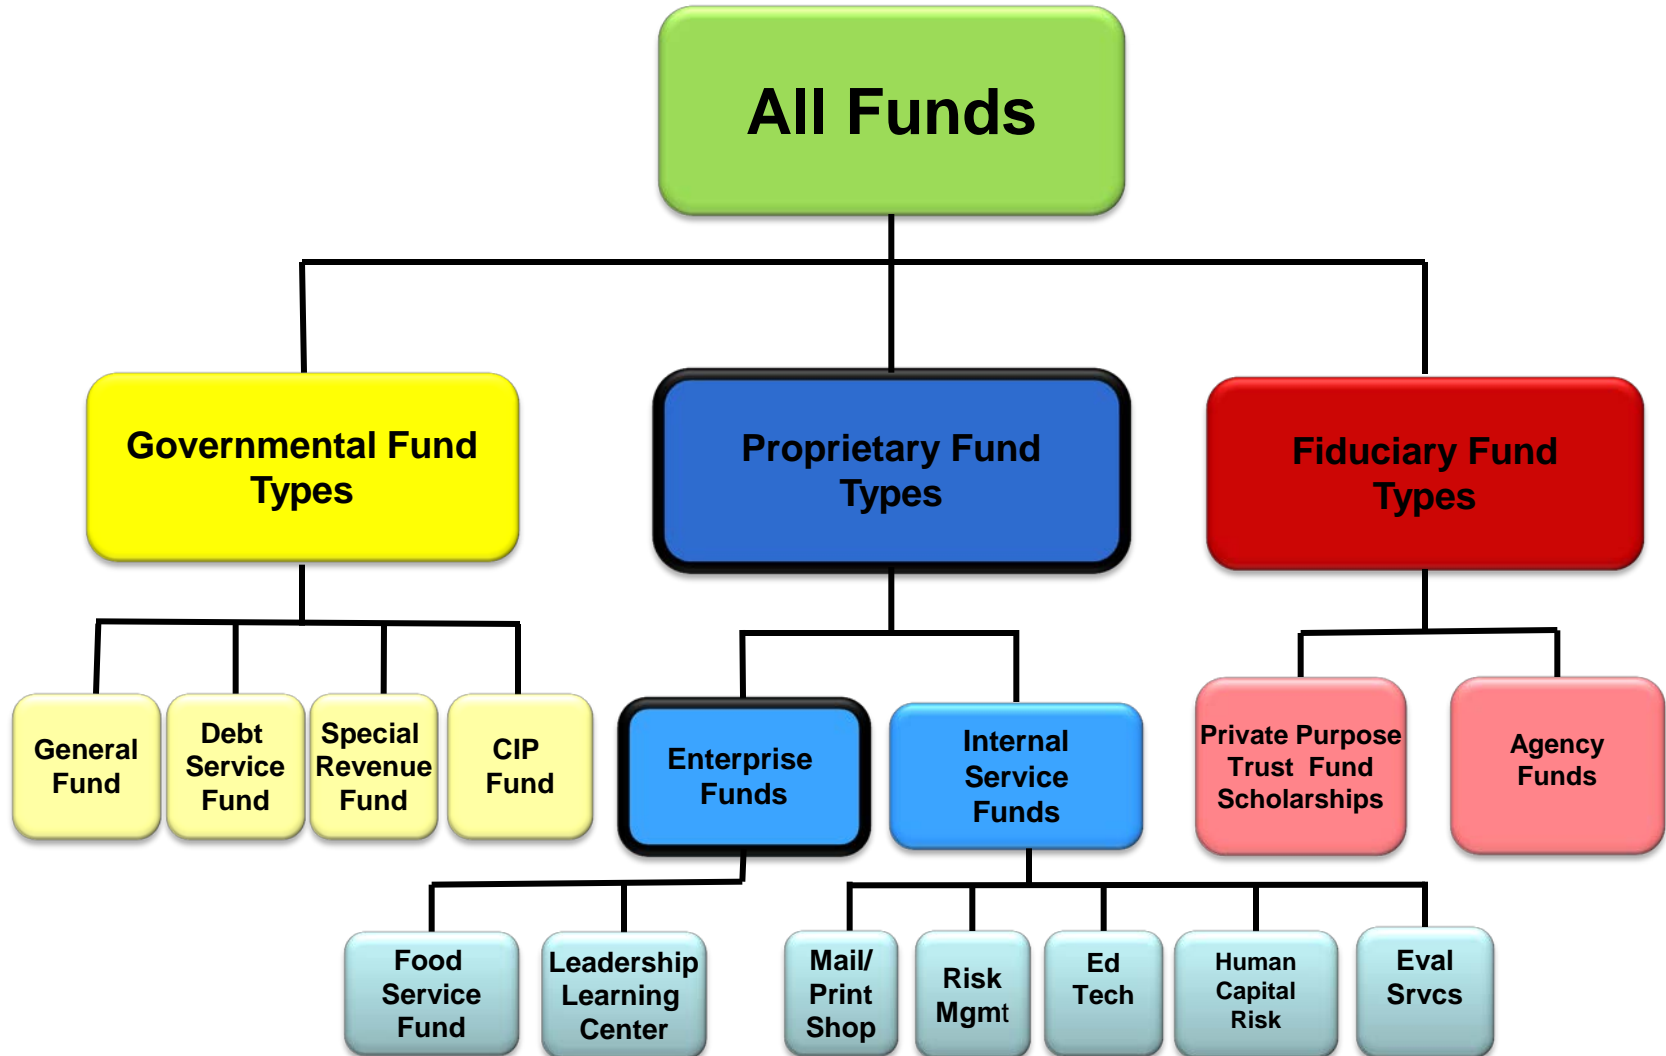 All Funds
Governmental Fund
Types
Proprietary Fund
Types
Fiduciary Fund
Types
General
Fund
Debt
Service
Fund
Special
Revenue
Fund
CIP
Fund
Enterprise
Funds
Internal
Service
Funds
Private Purpose
Trust Fund
Scholarships
Agency
Funds
Food
Service
Fund
Leadership
Learning
Center
Mail/
Print
Shop
Risk
Mgmt
Ed
Tech
Human
Capital
Risk
Eval
Srvcs